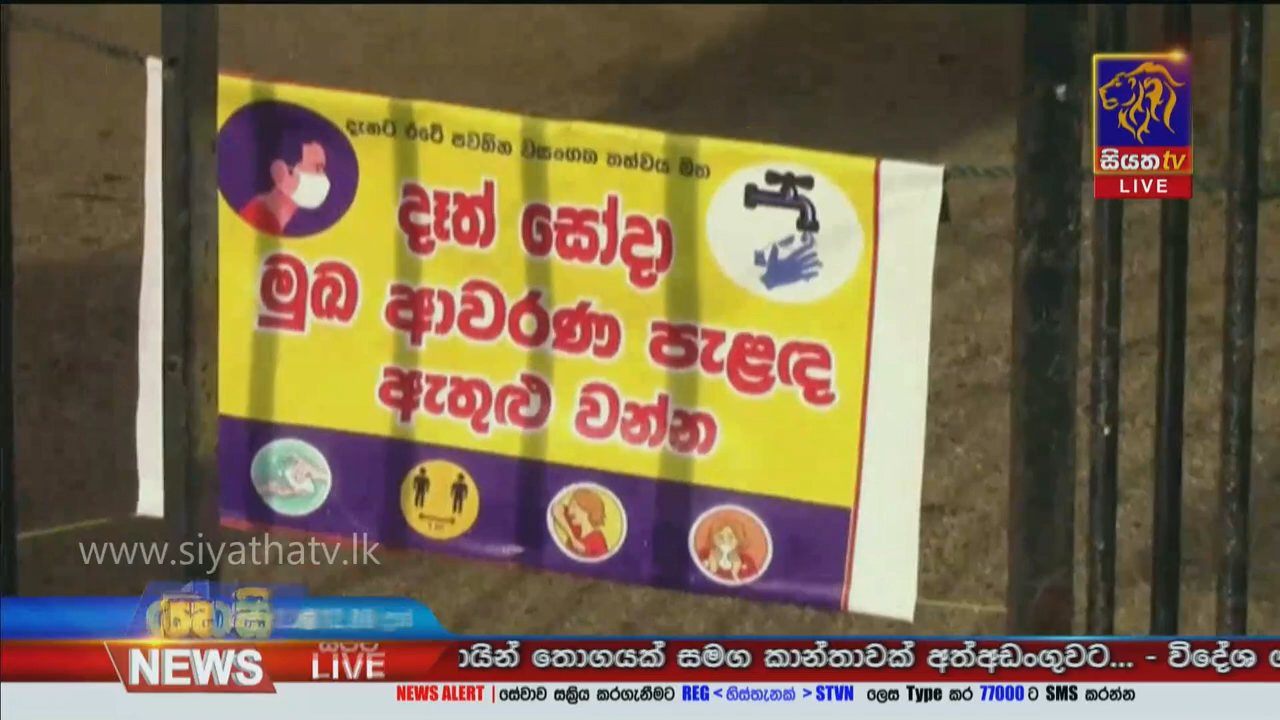 සියත tv
LIVE
දැනට රටේ පවතින වසංගත තත්වය මත
දෑත් සෝදා
මුඛ ආවරණ පැළඳ
ඇතුළු වන්න
www.siyathatv.lk
NEWS
LIVE
තොගයක් සමග කාන්තාවක් අත්අඩංගුවට... - විදේශ
NEWS ALERT | සේවාව සක්‍රිය කරගැනීමට REG < හිස්තැනක් > STVN ලෙස Type කර 77000 ට SMS කරන්න